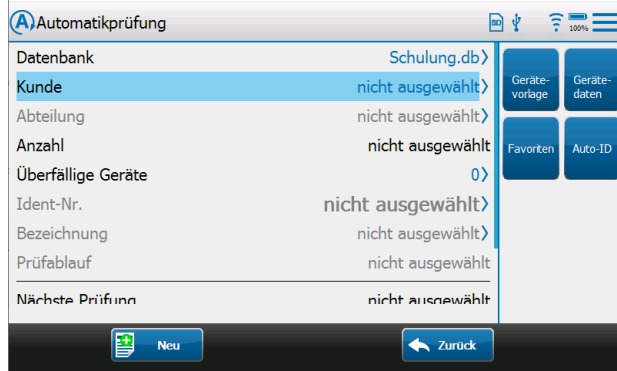 A Automatikprüfung SD 100%
Datenbank Schulung.db
Kunde nicht ausgewählt
Abteilung nicht ausgewählt
Anzahl nicht ausgewählt
Überfällige Geräte 0
Ident-Nr. nicht ausgewählt
Bezeichnung nicht ausgewählt
Prüfablauf nicht ausgewählt
Nächste Prüfung nicht ausgewählt
Geräte-
vorlage
Geräte-
daten
Favoriten
Auto-ID
Neu
Zurück